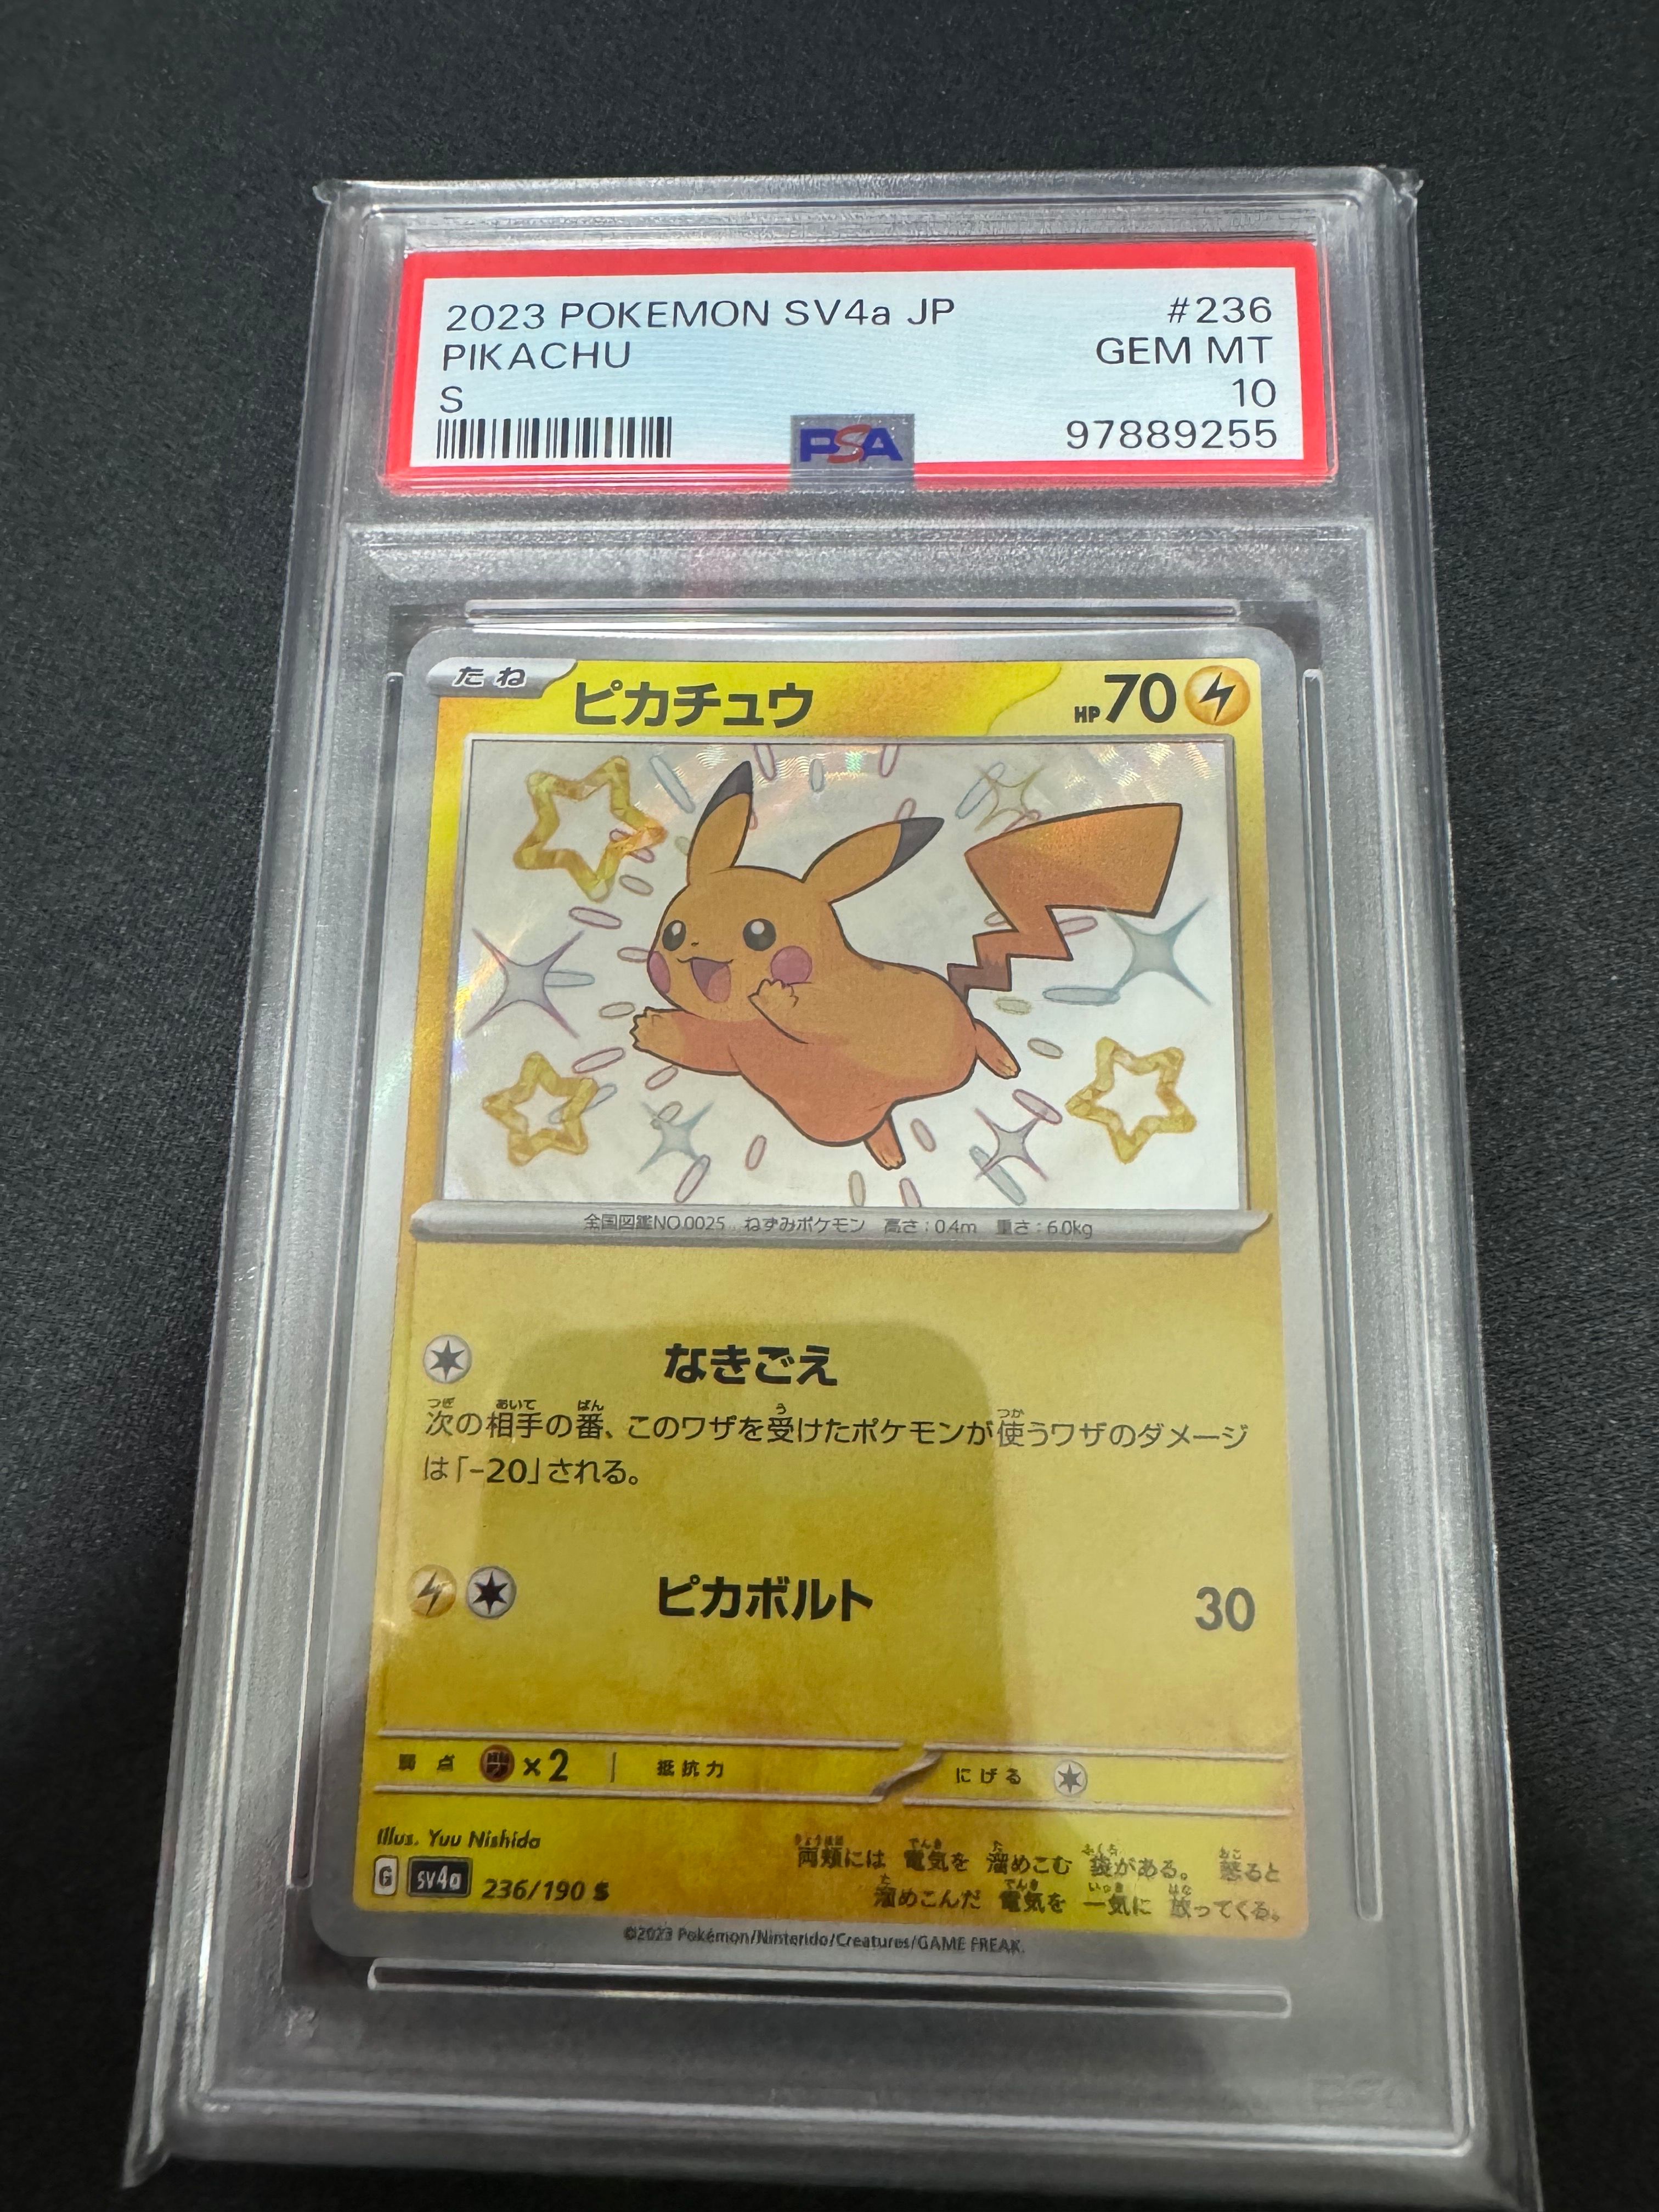 2023 POKEMON SV4a JP #236
PIKACHU GEM MT
S 10
PSA 97889255
たね ピカチュウ HP70
全国図鑑NO.0025 ねずみポケモン 高さ:0.4m 重さ:6.0kg
なきごえ
次の相手の番、このワザを受けたポケモンが使うワザのダメージ
は「-20」される。
ピカボルト 30
弱点 ×2 抵抗力 にげる
Illus. Yuu Nishida
G SV4a 236/190 S
両頬には 電気を 溜めこむ 袋がある。 怒ると
溜めこんだ 電気を 一気に 放ってくる。
©2023 Pokémon/Nintendo/Creatures/GAME FREAK.